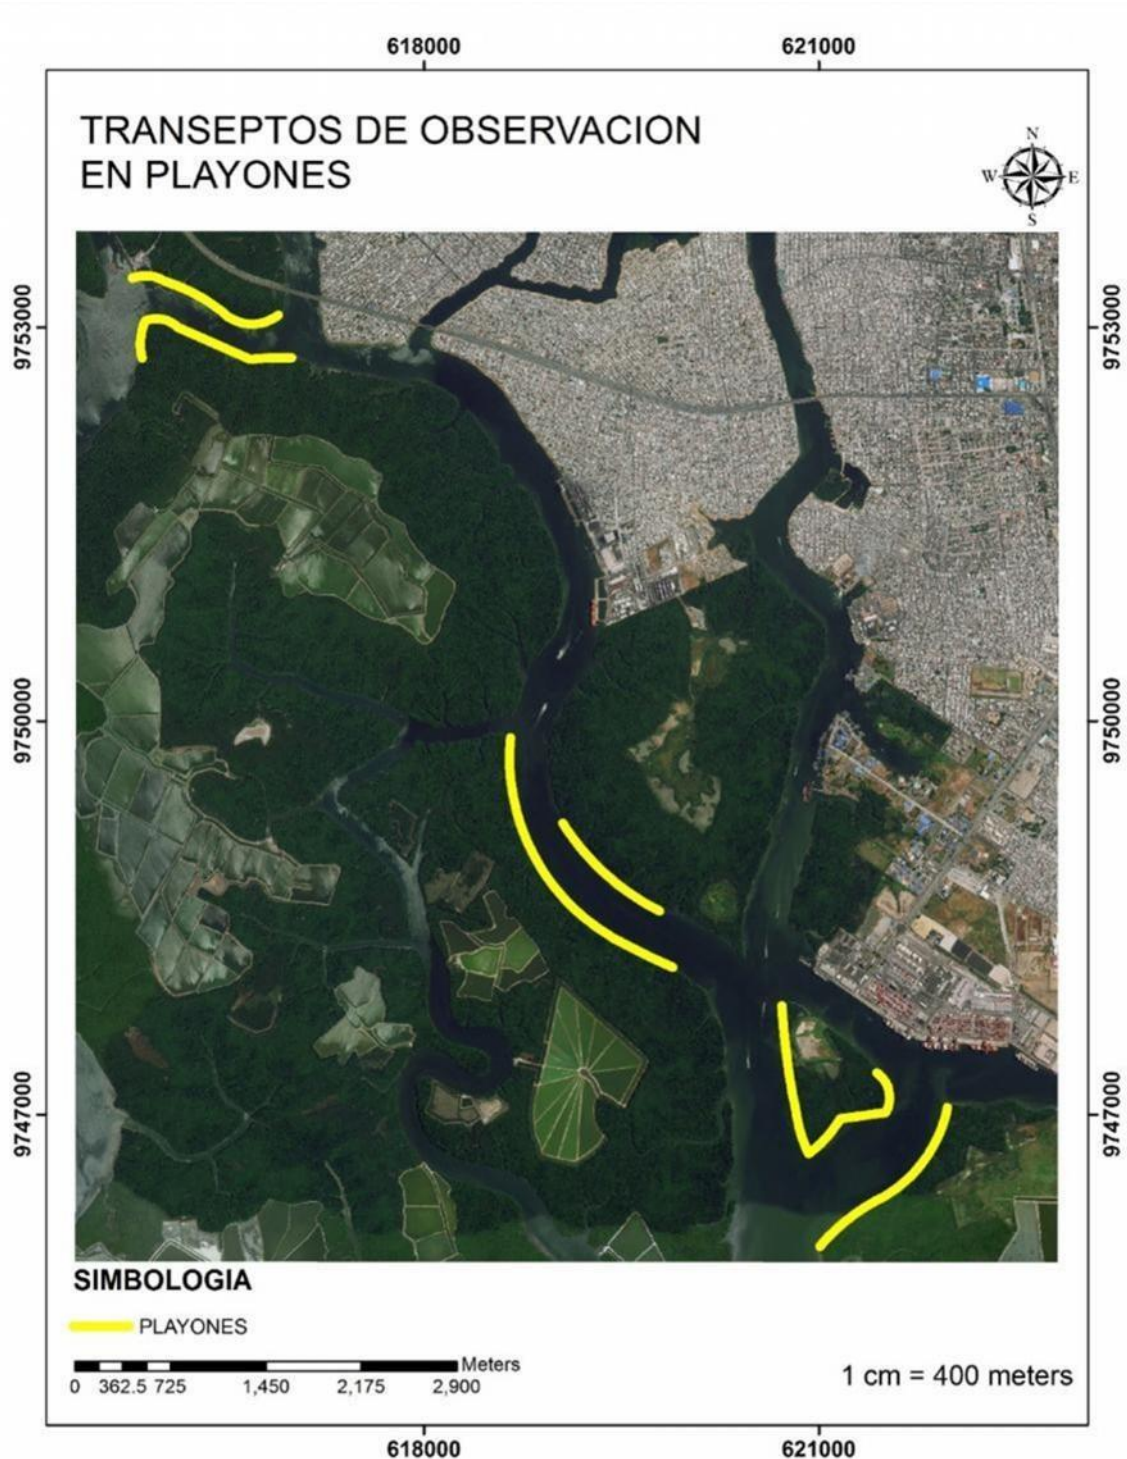 618000 621000
TRANSEPTOS DE OBSERVACION
EN PLAYONES
N
W E
S
9753000 9753000
9750000 9750000
9747000 9747000
SIMBOLOGIA
PLAYONES
Meters
0 362.5 725 1,450 2,175 2,900
1 cm = 400 meters
618000 621000